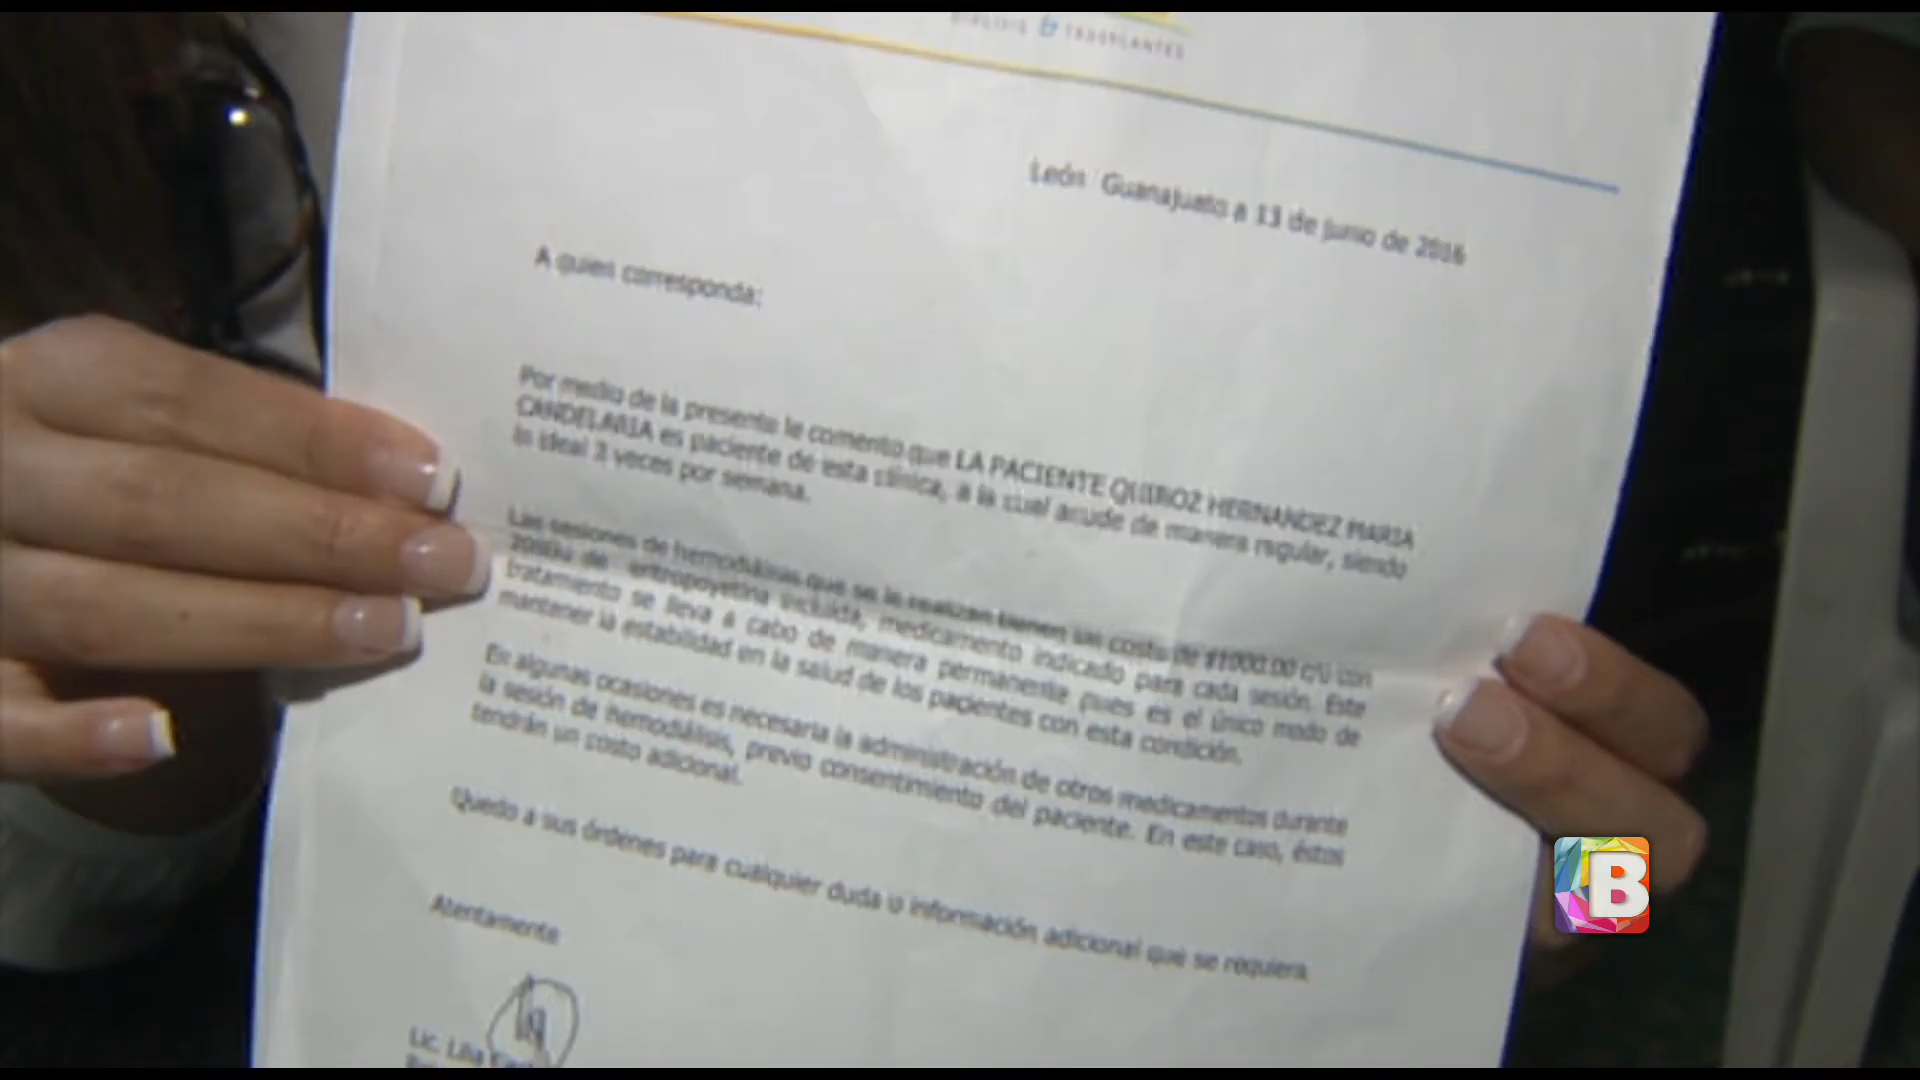 DIÁLISIS & TRASPLANTES
León Guanajuato a 13 de junio de 2016
A quien corresponda:
Por medio de la presente le comento que LA PACIENTE QUIROZ HERNANDEZ MARIA
CANDELARIA es paciente de esta clínica, a la cual acude de manera regular, siendo
lo ideal 3 veces por semana.
Las sesiones de hemodiálisis que se le realizan tienen un costo de $1000.00 c/u con
de eritropoyetina incluida, medicamento indicado para cada sesión. Este
tratamiento se lleva a cabo de manera permanente pues es el único modo de
mantener la estabilidad en la salud de los pacientes con esta condición.
En algunas ocasiones es necesaria la administración de otros medicamentos durante
la sesión de hemodiálisis, previo consentimiento del paciente. En este caso, éstos
tendrán un costo adicional.
Quedo a sus órdenes para cualquier duda o información adicional que se requiera.
Atentamente
Lic. Lilia
B